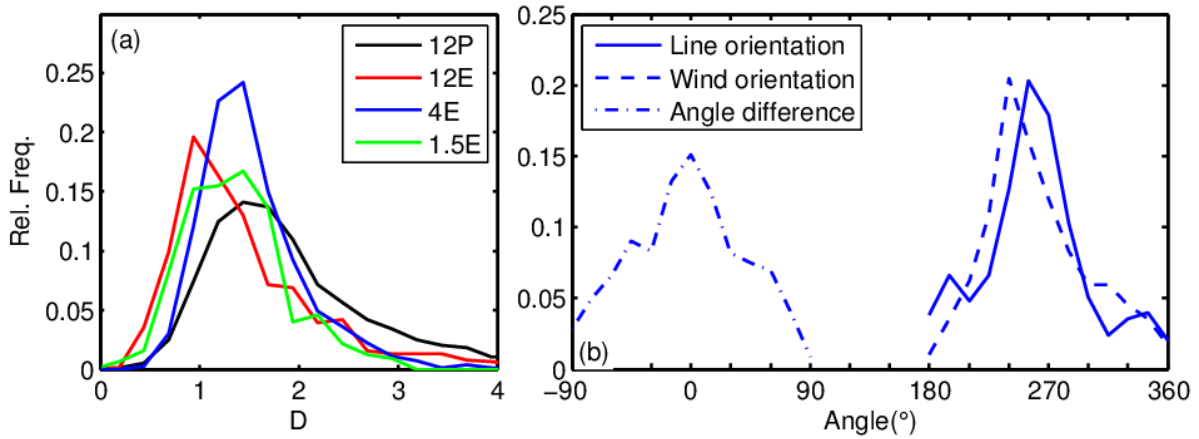 (a)
12P
12E
4E
1.5E
0.25
0.2
0.15
0.1
0.05
0
Rel. Freq.
0 1 2 3 4
D
0.25
0.2
0.15
0.1
0.05
0
Line orientation
Wind orientation
Angle difference
(b)
−90 0 90 180 270 360
Angle(°)